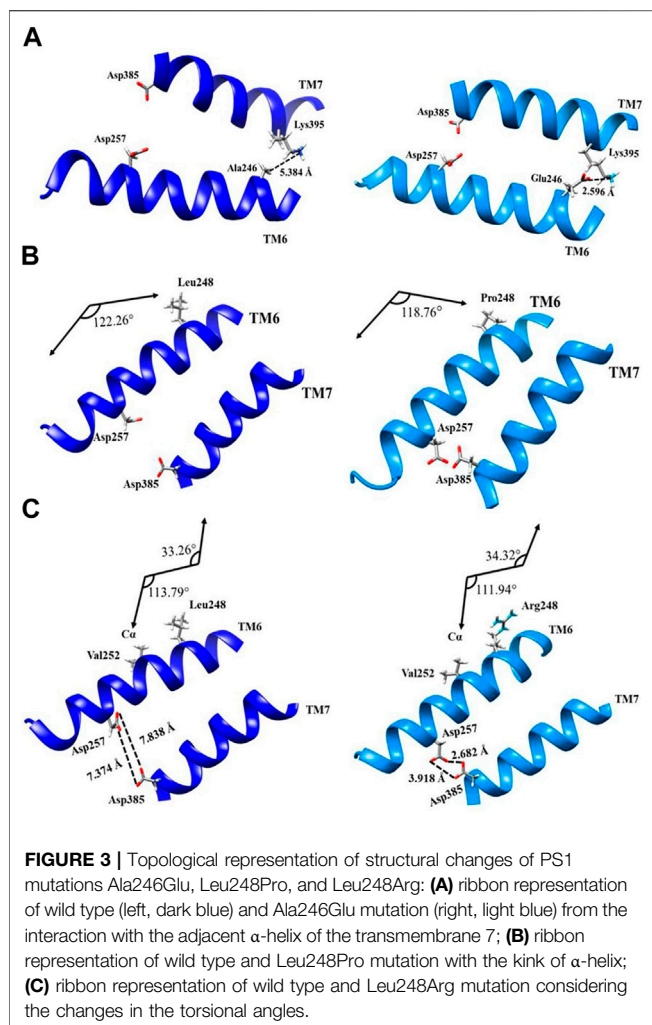 A
Asp385
TM7
Asp257
Lys395
Ala246
5.384 Å
TM6
Asp385
TM7
Asp257
Lys395
Glu246
2.596 Å
TM6
B
122.26°
Leu248
TM6
TM7
Asp257
Asp385
118.76°
Pro248
TM6
TM7
Asp257
Asp385
C
33.26°
113.79°
Cα
Leu248
TM6
Val252
Asp257
7.838 Å
7.374 Å
TM7
Asp385
34.32°
111.94°
Cα
Arg248
TM6
Val252
Asp257
2.682 Å
3.918 Å
TM7
Asp385
FIGURE 3 | Topological representation of structural changes of PS1
mutations Ala246Glu, Leu248Pro, and Leu248Arg: (A) ribbon representation
of wild type (left, dark blue) and Ala246Glu mutation (right, light blue) from the
interaction with the adjacent α-helix of the transmembrane 7; (B) ribbon
representation of wild type and Leu248Pro mutation with the kink of α-helix;
(C) ribbon representation of wild type and Leu248Arg mutation considering
the changes in the torsional angles.